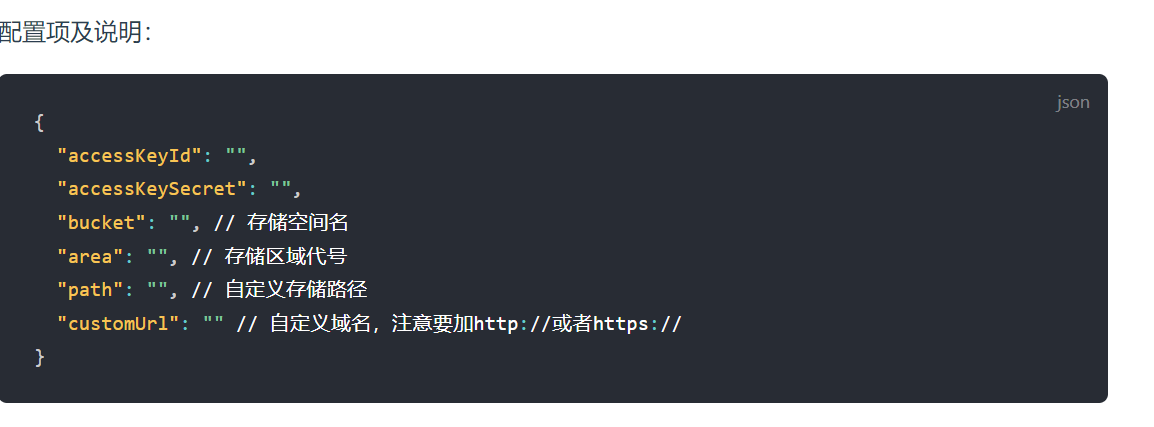 配置项及说明：
json
{
  "accessKeyId": "",
  "accessKeySecret": "",
  "bucket": "", // 存储空间名
  "area": "", // 存储区域代号
  "path": "", // 自定义存储路径
  "customUrl": "" // 自定义域名，注意要加http://或者https://
}